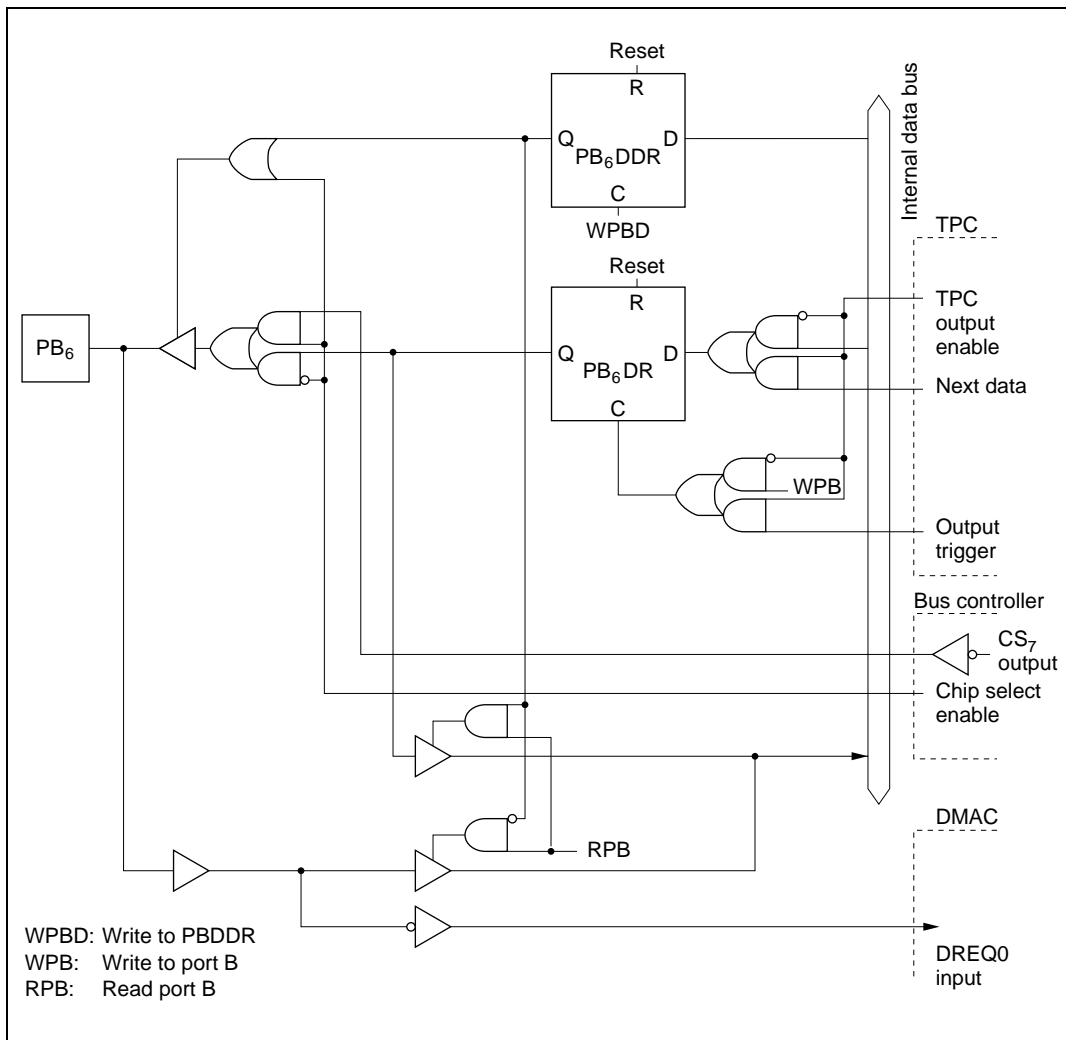 Reset
R
Q
D
PB6DDR
C
WPBD
Internal data bus
TPC
Reset
R
TPC
output
enable
PB6
Q
D
PB6DR
C
Next data
WPB
Output
trigger
Bus controller
CS7
output
Chip select
enable
DMAC
RPB
WPBD: Write to PBDDR
WPB: Write to port B
RPB: Read port B
DREQ0
input